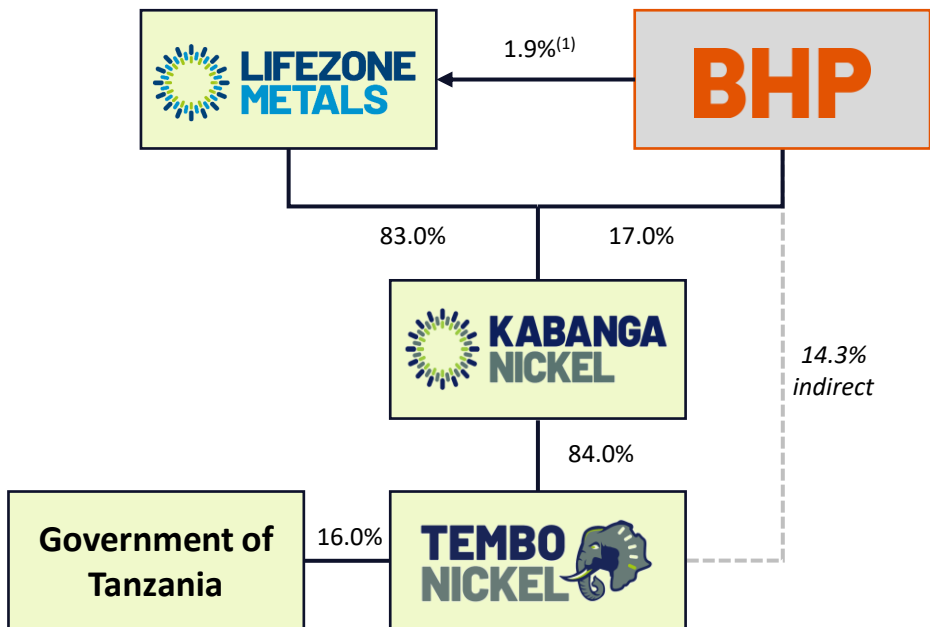 LIFEZONE
METALS
1.9%(1)
BHP
83.0%
17.0%
KABANGA
NICKEL
14.3%
indirect
84.0%
Government of
Tanzania
16.0%
TEMBO
NICKEL